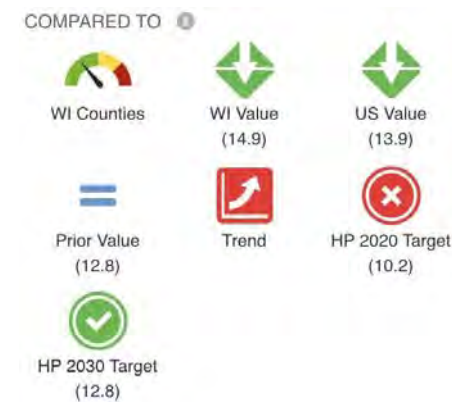 COMPARED TO
WI Counties
WI Value
(14.9)
US Value
(13.9)
Prior Value
(12.8)
Trend
HP 2020 Target
(10.2)
HP 2030 Target
(12.8)